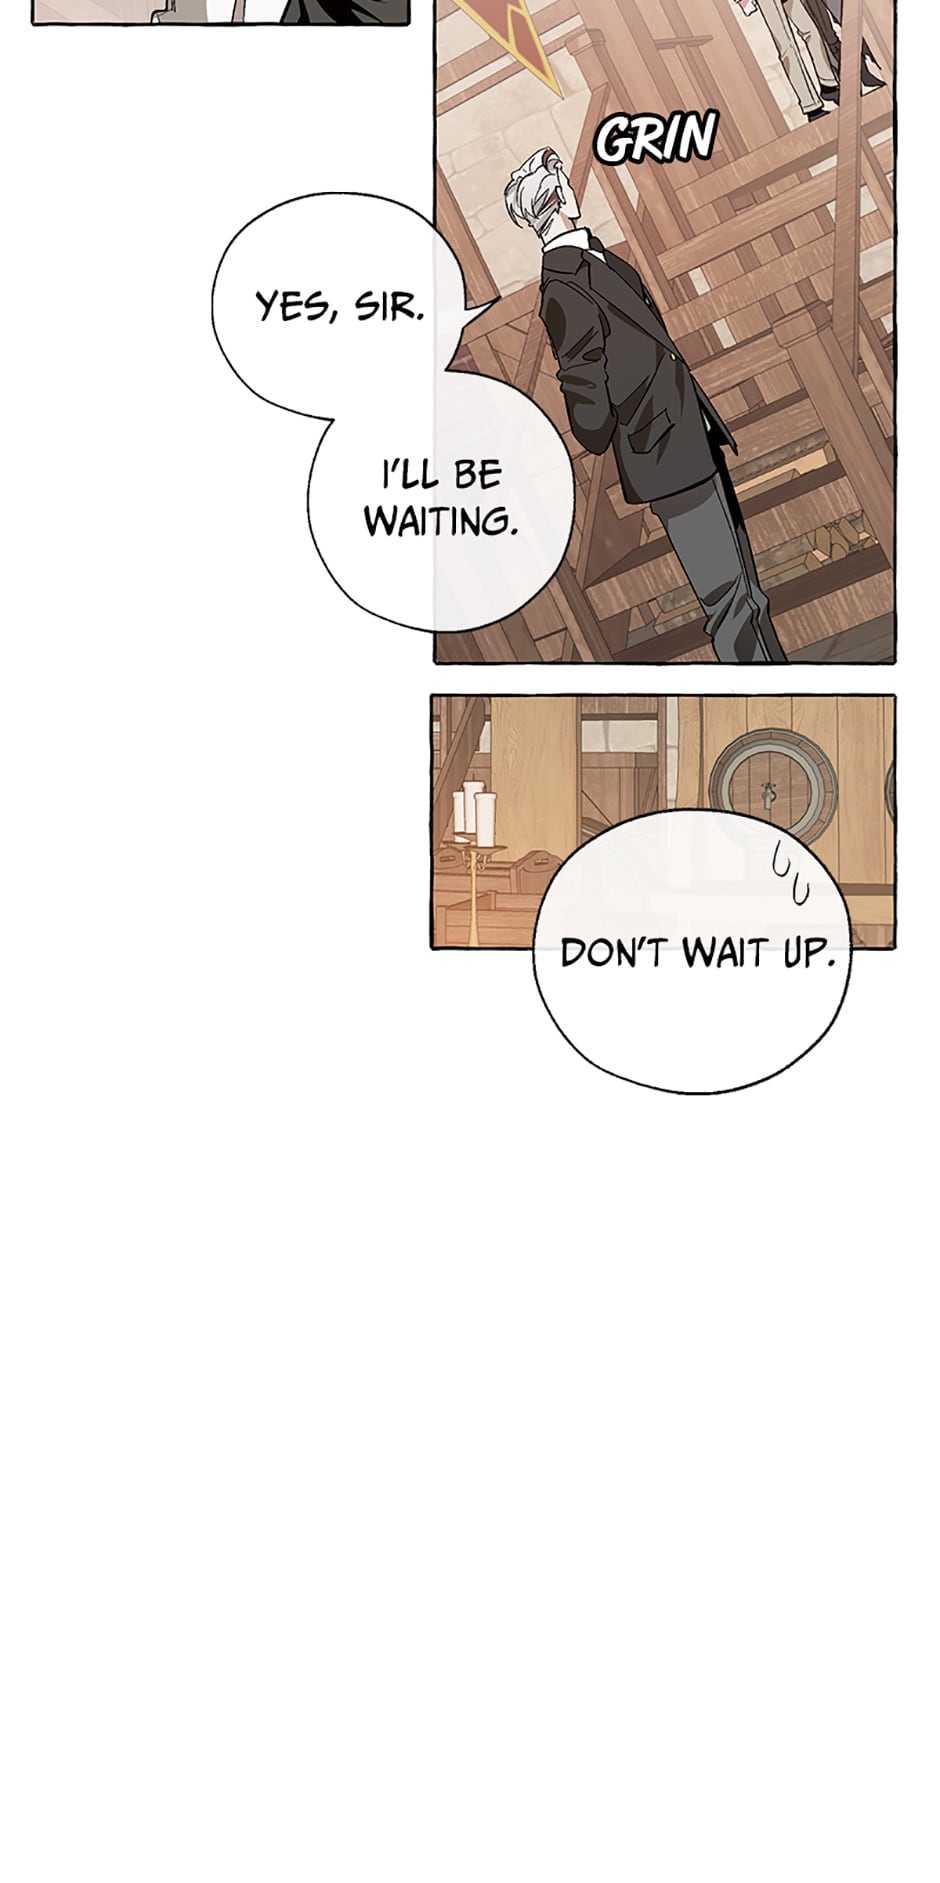 GRIN
YES, SIR.
I'LL BE
WAITING.
DON'T WAIT UP.